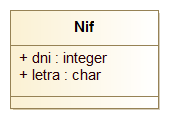 Nif
+ dni : integer
+ letra : char